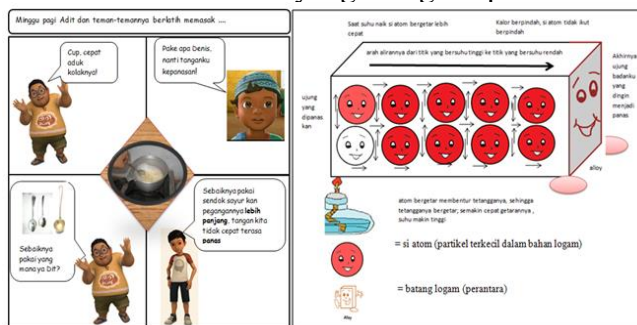 Minggu pagi Adit dan teman-temannya berlatih memasak ....
Cup, cepat
aduk
kolaknya!
Pake apa Denis,
nanti tanganku
kepanasan!
Sebaiknya
pakai yang
mana ya Dit?
Sebaiknya pakai
sendok sayur kan
pegangannya lebih
panjang, tangan kita
tidak cepat terasa
panas
Saat suhu naik si atom bergetar lebih
cepat
Kalor berpindah, si atom tidak ikut
berpindah
arah alirannya dari titik yang bersuhu tinggi ke titik yang bersuhu rendah
ujung
yang
dipanas
kan
Akhirnya
ujung
badanku
yang
dingin
menjadi
panas
alloy
atom bergetar membentur tetangganya, sehingga
tetangganya bergetar, semakin cepat getarannya ,
suhu makin tinggi
= si atom (partikel terkecil dalam bahan logam)
= batang logam (perantara)
Alloy